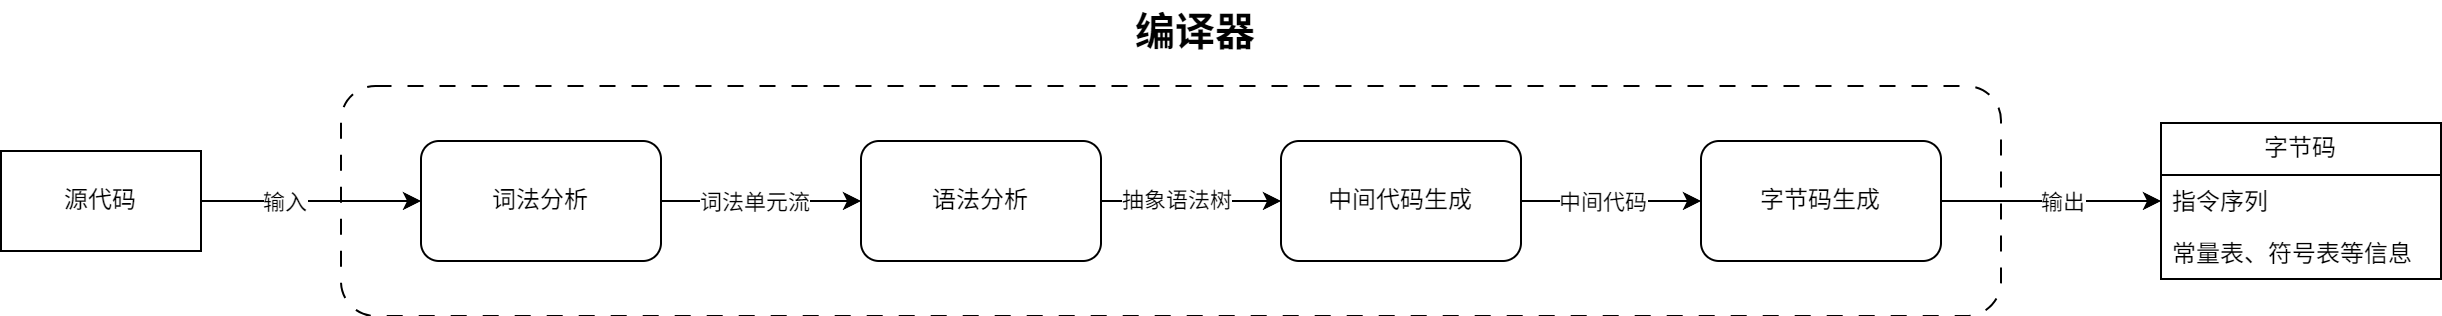 编译器
源代码
输入
词法分析
词法单元流
语法分析
抽象语法树
中间代码生成
中间代码
字节码生成
输出
字节码
指令序列
常量表、符号表等信息